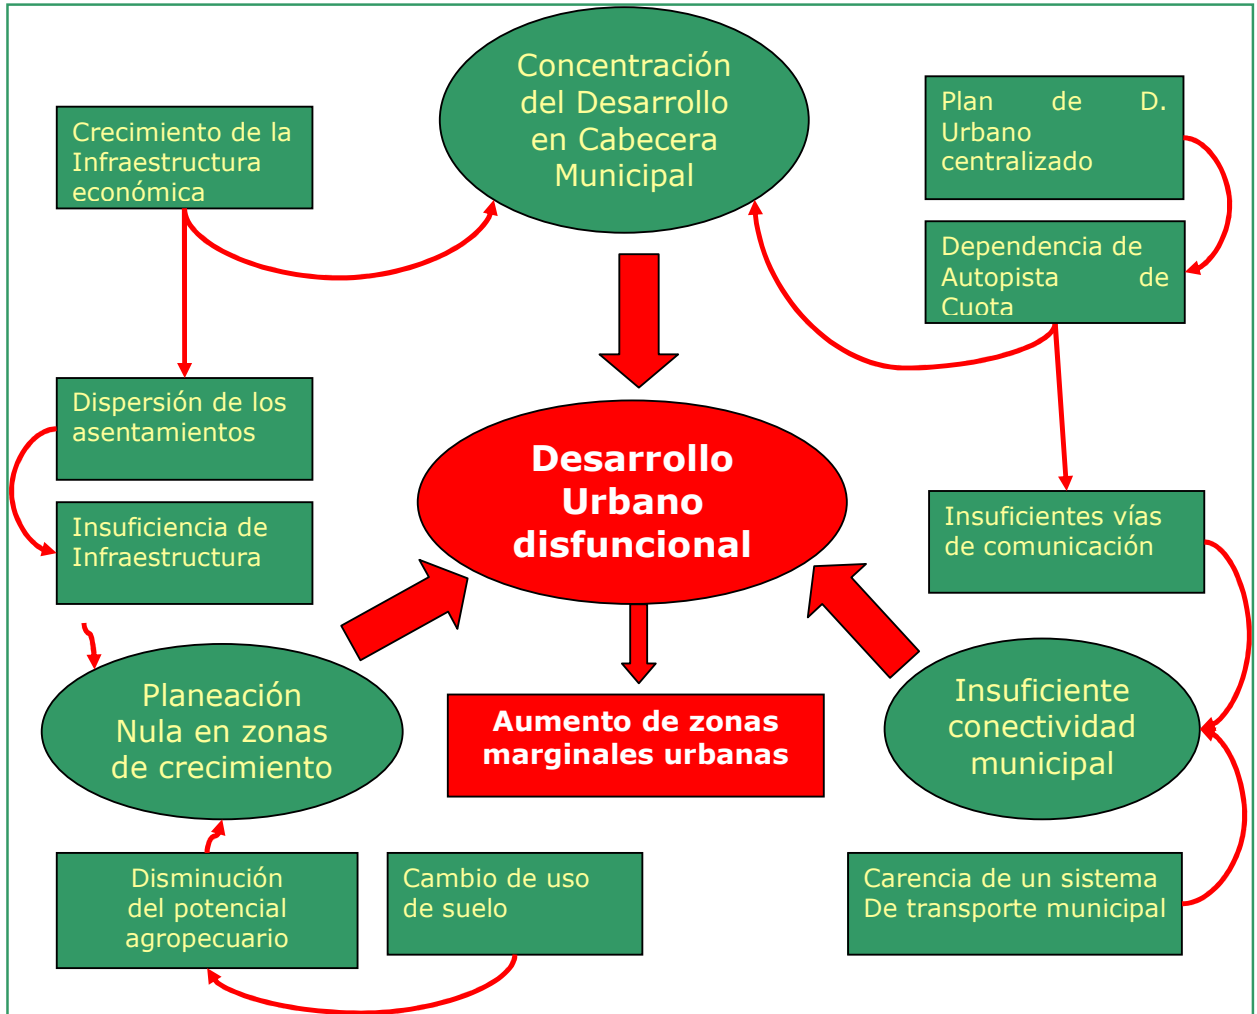 Concentración
del Desarrollo
en Cabecera
Municipal
Crecimiento de la
Infraestructura
económica
Plan de D.
Urbano
centralizado
Dependencia de
Autopista de
Cuota
Dispersión de los
asentamientos
Desarrollo
Urbano
disfuncional
Insuficiencia de
Infraestructura
Insuficientes vías
de comunicación
Planeación
Nula en zonas
de crecimiento
Aumento de zonas
marginales urbanas
Insuficiente
conectividad
municipal
Disminución
del potencial
agropecuario
Cambio de uso
de suelo
Carencia de un sistema
De transporte municipal